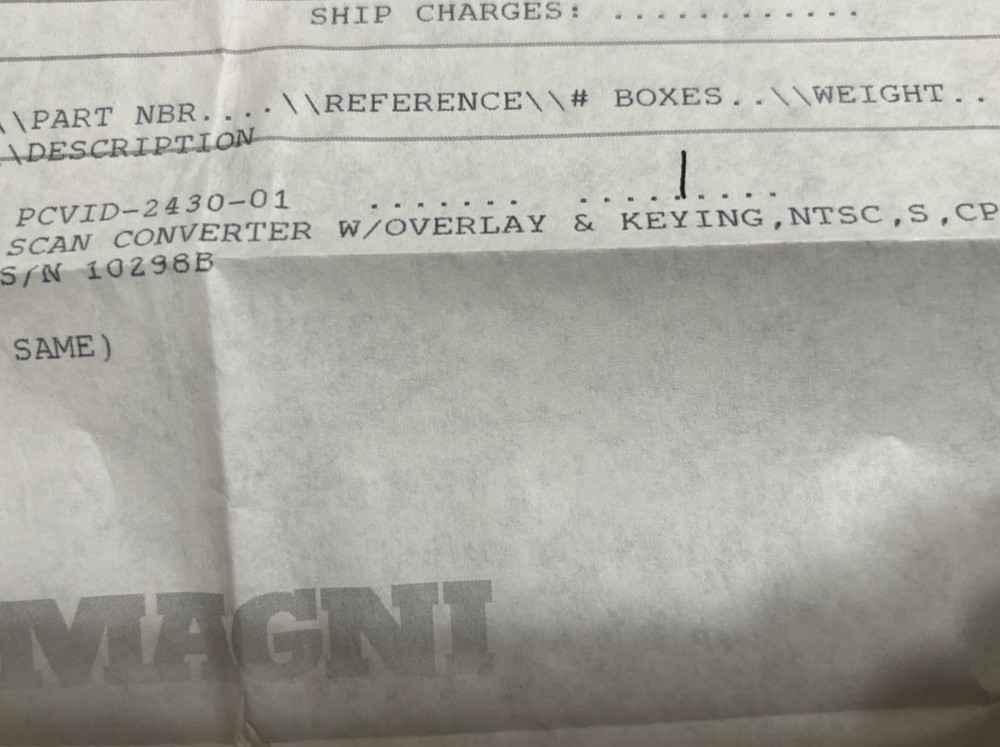 SHIP CHARGES: ............
\\PART NBR....\\REFERENCE\\# BOXES..\\WEIGHT..
\\DESCRIPTION
PCVID-2430-01 ....... .........
SCAN CONVERTER W/OVERLAY & KEYING,NTSC,S,CP
S/N 10298B
SAME)
MAGNI